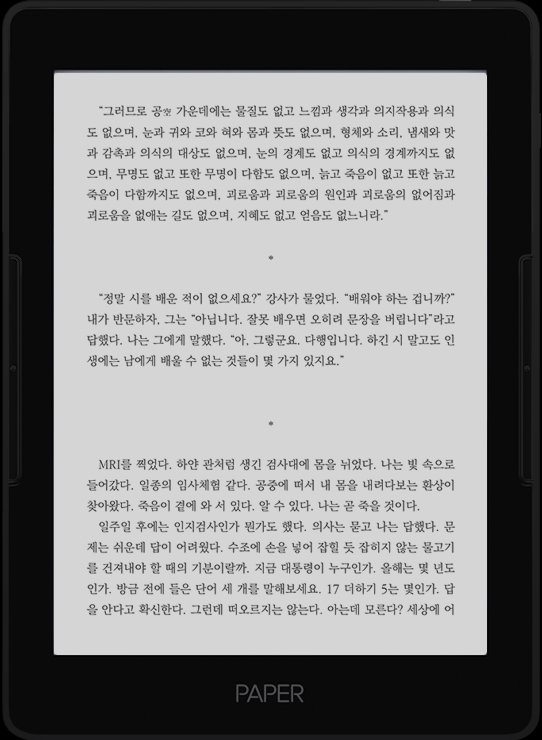 “그러므로 공空 가운데에는 물질도 없고 느낌과 생각과 의지작용과 의식
도 없으며, 눈과 귀와 코와 혀와 몸과 뜻도 없으며, 형체와 소리, 냄새와 맛
과 감촉과 의식의 대상도 없으며, 눈의 경계도 없고 의식의 경계까지도 없
으며, 무명도 없고 또한 무명이 다함도 없으며, 늙고 죽음이 없고 또한 늙고
죽음이 다함까지도 없으며, 괴로움과 괴로움의 원인과 괴로움의 없어짐과
괴로움을 없애는 길도 없으며, 지혜도 없고 얻음도 없느니라.”
*
“정말 시를 배운 적이 없으세요?” 강사가 물었다. “배워야 하는 겁니까?”
내가 반문하자, 그는 “아닙니다. 잘못 배우면 오히려 문장을 버립니다”라고
답했다. 나는 그에게 말했다. “아, 그렇군요. 다행입니다. 하긴 시 말고도 인
생에는 남에게 배울 수 없는 것들이 몇 가지 있지요.”
*
MRI를 찍었다. 하얀 관처럼 생긴 검사대에 몸을 뉘었다. 나는 빛 속으로
들어갔다. 일종의 임사체험 같다. 공중에 떠서 내 몸을 내려다보는 환상이
찾아왔다. 죽음이 곁에 와 서 있다. 알 수 있다. 나는 곧 죽을 것이다.
일주일 후에는 인지검사인가 뭔가도 했다. 의사는 묻고 나는 답했다. 문
제는 쉬운데 답이 어려웠다. 수조에 손을 넣어 잡힐 듯 잡히지 않는 물고기
를 건져내야 할 때의 기분이랄까. 지금 대통령이 누구인가. 올해는 몇 년도
인가. 방금 전에 들은 단어 세 개를 말해보세요. 17 더하기 5는 몇인가. 답
을 안다고 확신한다. 그런데 떠오르지는 않는다. 아는데 모른다? 세상에 어
PAPER